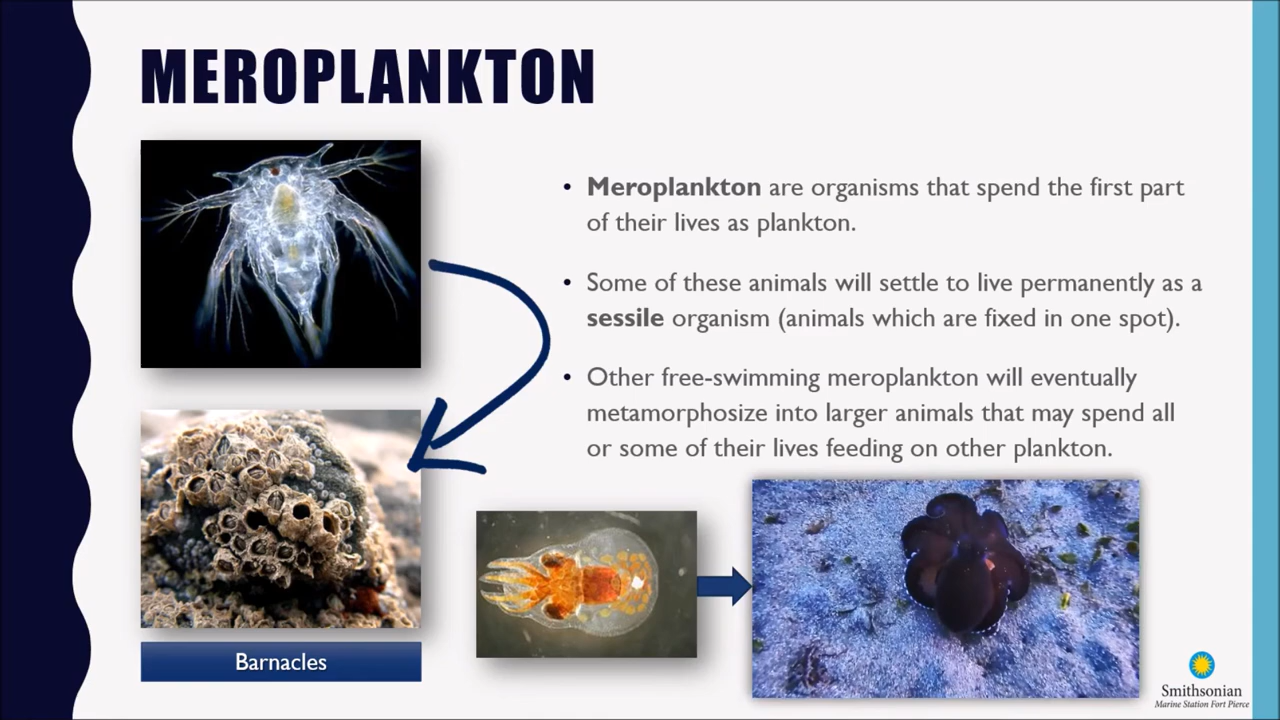 MEROPLANKTON
• Meroplankton are organisms that spend the first part
of their lives as plankton.
• Some of these animals will settle to live permanently as a
sessile organism (animals which are fixed in one spot).
• Other free-swimming meroplankton will eventually
metamorphosize into larger animals that may spend all
or some of their lives feeding on other plankton.
Barnacles
Smithsonian
Marine Station Fort Pierce